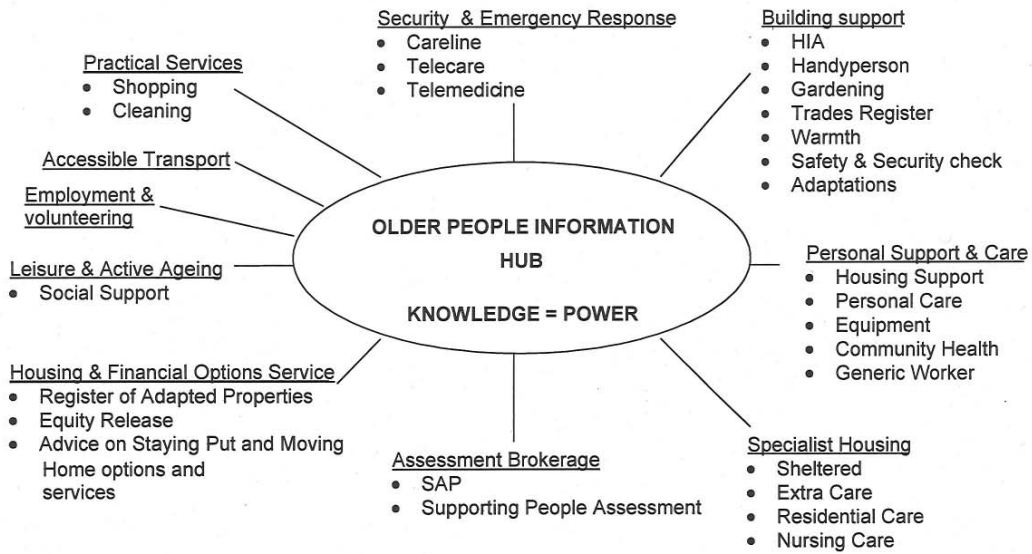 Security & Emergency Response
• Careline
• Telecare
• Telemedicine
Building support
• HIA
• Handyperson
• Gardening
• Trades Register
• Warmth
• Safety & Security check
• Adaptations
Practical Services
• Shopping
• Cleaning
Accessible Transport
Employment &
volunteering
Leisure & Active Ageing
• Social Support
OLDER PEOPLE INFORMATION
HUB
KNOWLEDGE = POWER
Personal Support & Care
• Housing Support
• Personal Care
• Equipment
• Community Health
• Generic Worker
Housing & Financial Options Service
• Register of Adapted Properties
• Equity Release
• Advice on Staying Put and Moving
Home options and
services
Assessment Brokerage
• SAP
• Supporting People Assessment
Specialist Housing
• Sheltered
• Extra Care
• Residential Care
• Nursing Care